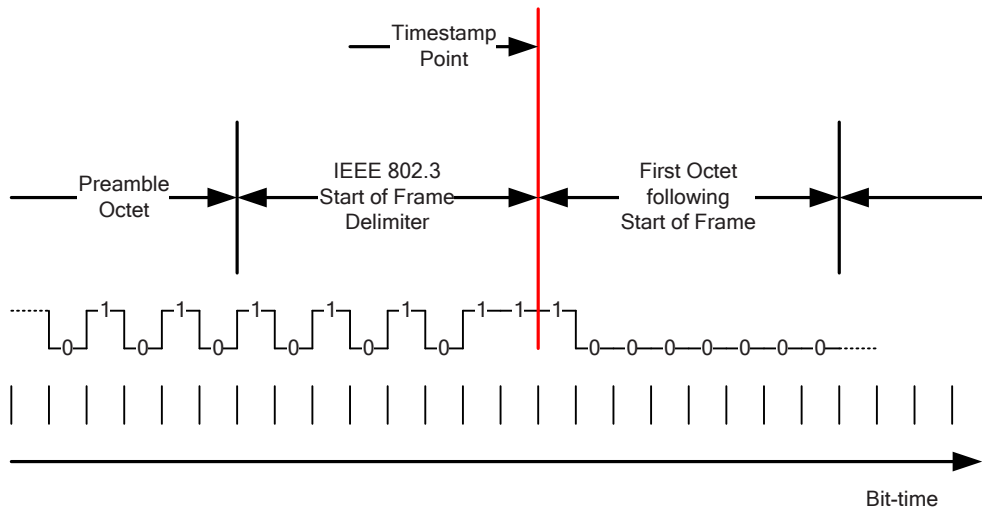 Timestamp
Point
Preamble
Octet
IEEE 802.3
Start of Frame
Delimiter
First Octet
following
Start of Frame
1 1 1 1 1 1 1 1
0 0 0 0 0 0 0 0 0 0 0 0 0
Bit-time